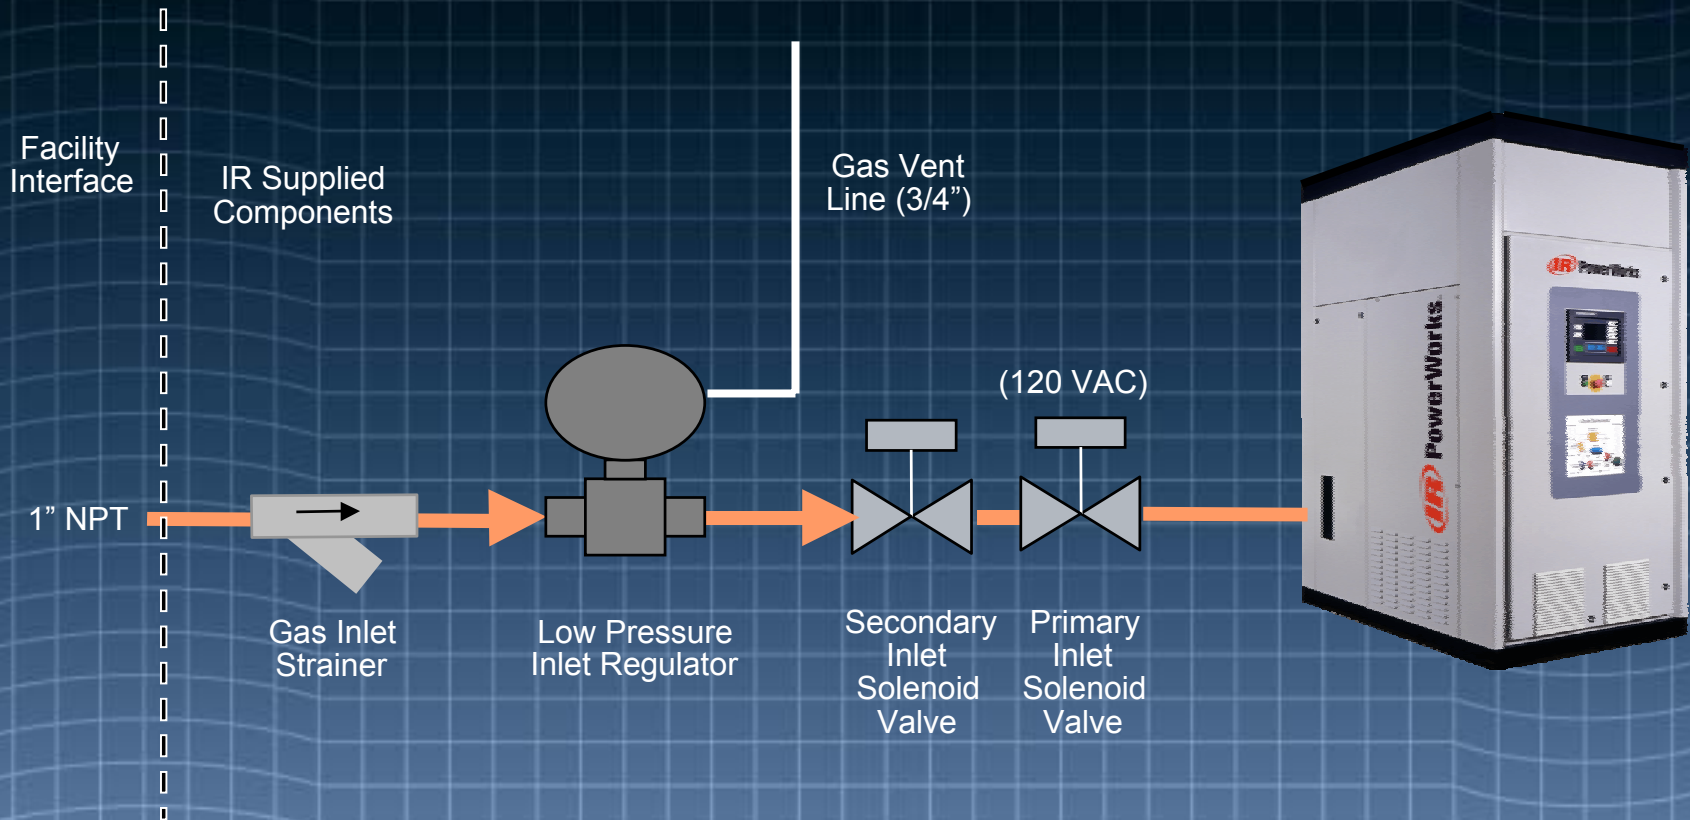 Facility
Interface
IR Supplied
Components
Gas Vent
Line (3/4”)
(120 VAC)
1” NPT
Gas Inlet
Strainer
Low Pressure
Inlet Regulator
Secondary
Inlet
Solenoid
Valve
Primary
Inlet
Solenoid
Valve
IR PowerWorks
IR PowerWorks